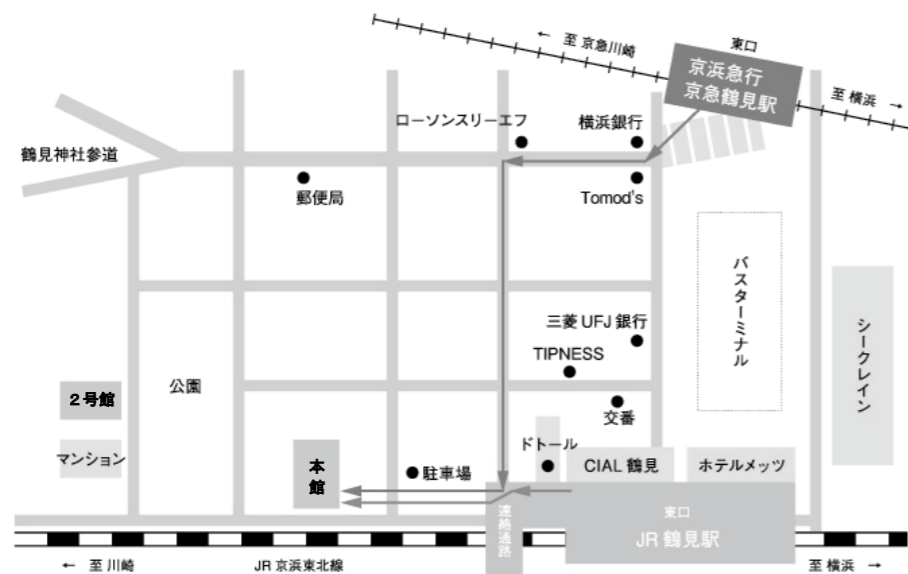 ← 至 京急川崎
東口
京浜急行
京急鶴見駅
至 横浜 →
ローソンスリーエフ
横浜銀行
鶴見神社参道
郵便局
Tomod's
バスターミナル
シークレイン
三菱 UFJ 銀行
TIPNESS
公園
2号館
交番
マンション
本館
駐車場
ドトール
CIAL 鶴見
ホテルメッツ
連絡通路
東口
JR 鶴見駅
← 至 川崎
JR 京浜東北線
至 横浜 →